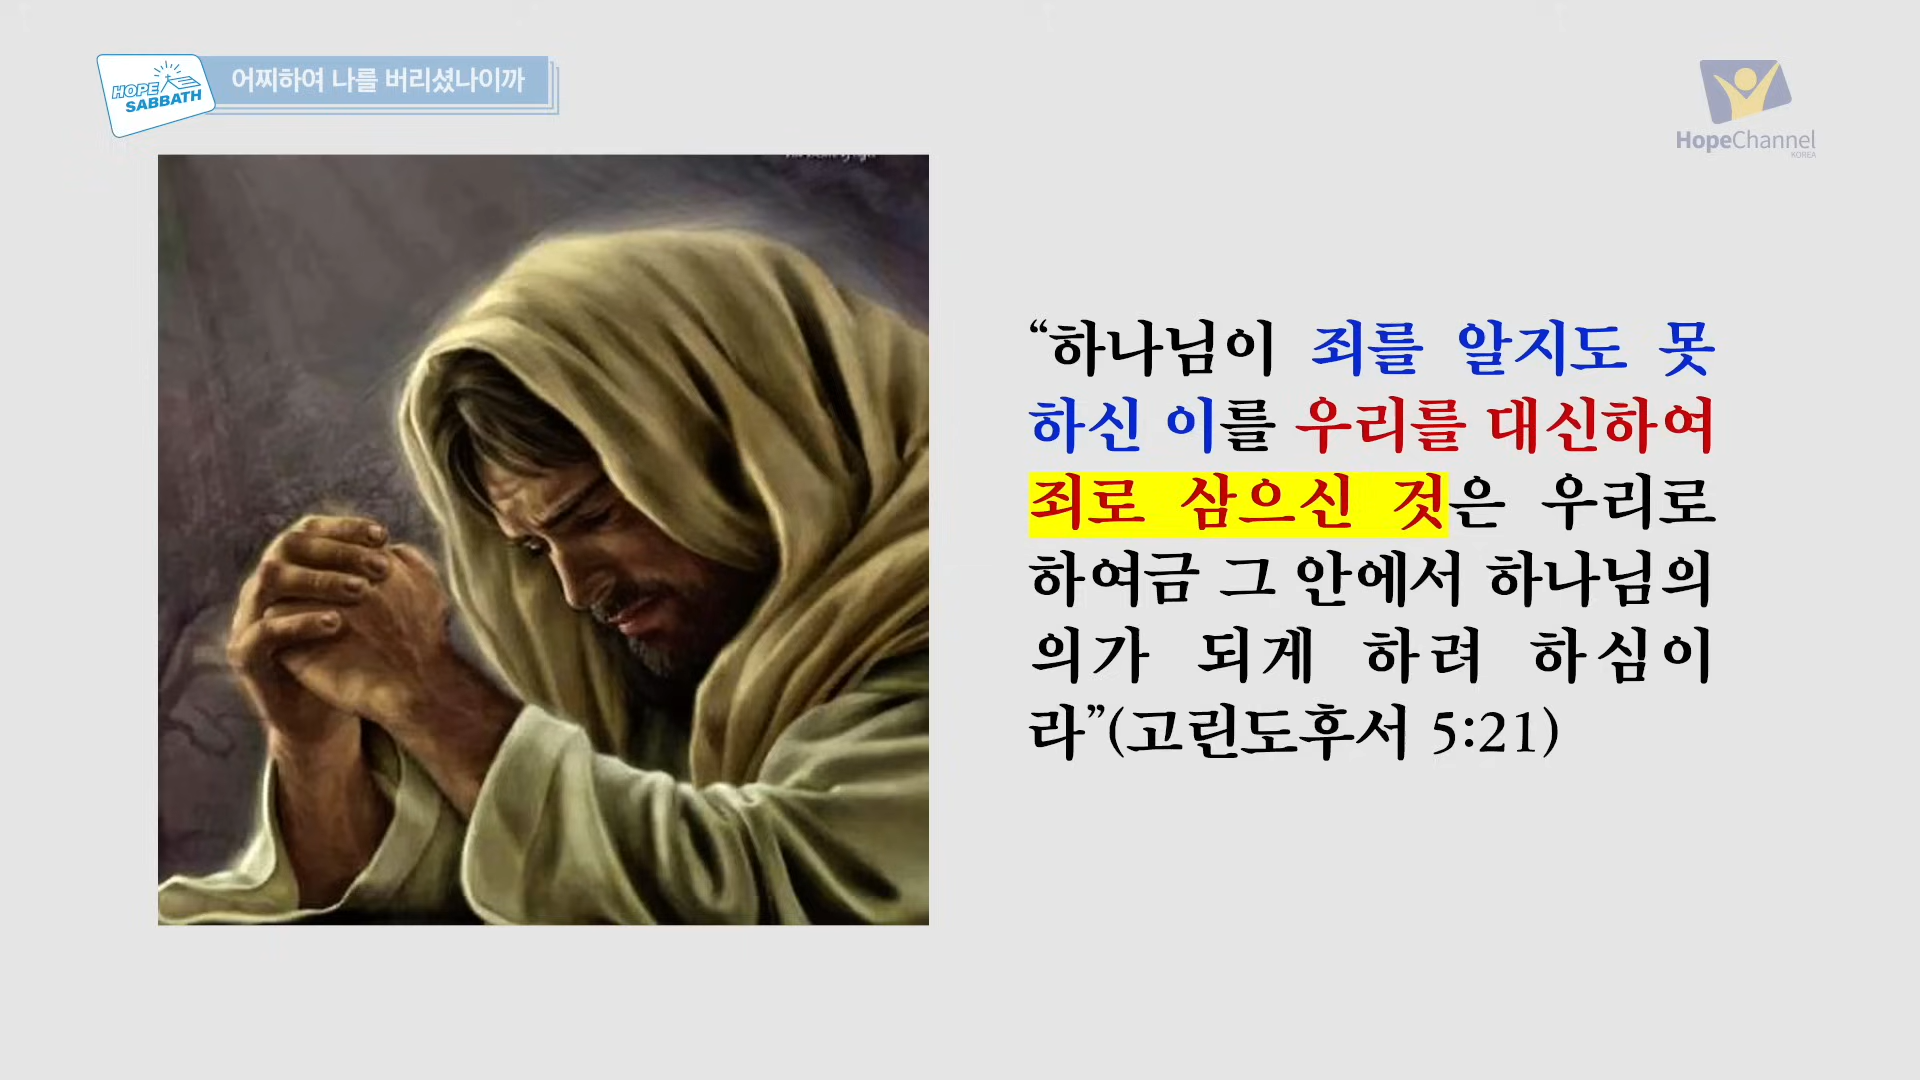 HOPE
SABBATH
어찌하여 나를 버리셨나이까
HopeChannel
KOREA
“하나님이 죄를 알지도 못
하신 이를 우리를 대신하여
죄로 삼으신 것은 우리로
하여금 그 안에서 하나님의
의가 되게 하려 하심이
라”(고린도후서 5:21)